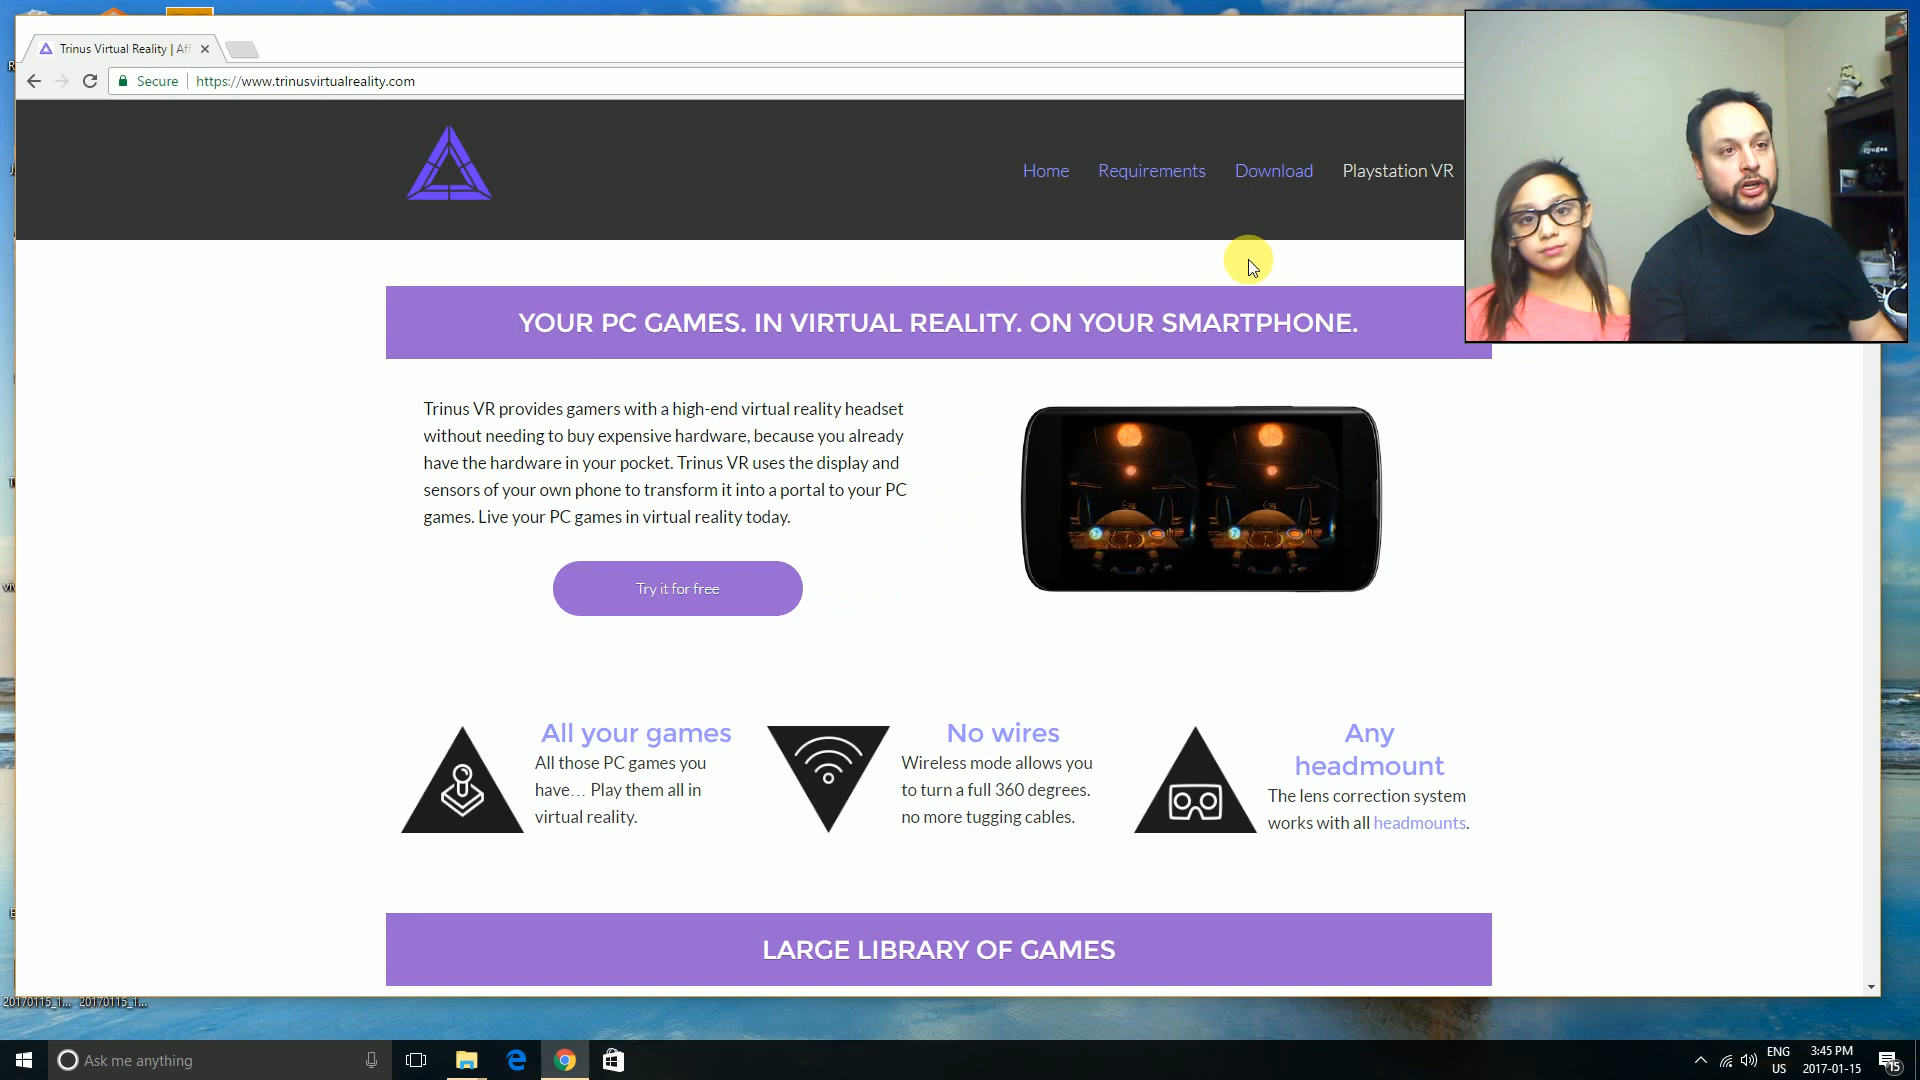 Trinus Virtual Reality | Aff
Secure
https://www.trinusvirtualreality.com
Home
Requirements
Download
Playstation VR
YOUR PC GAMES. IN VIRTUAL REALITY. ON YOUR SMARTPHONE.
Trinus VR provides gamers with a high-end virtual reality headset
without needing to buy expensive hardware, because you already
have the hardware in your pocket. Trinus VR uses the display and
sensors of your own phone to transform it into a portal to your PC
games. Live your PC games in virtual reality today.
Try it for free
All your games
All those PC games you
have… Play them all in
virtual reality.
No wires
Wireless mode allows you
to turn a full 360 degrees.
no more tugging cables.
Any
headmount
The lens correction system
works with all headmounts.
LARGE LIBRARY OF GAMES
20170115_1...
20170115_1...
Ask me anything
ENG
US
3:45 PM
2017-01-15
15